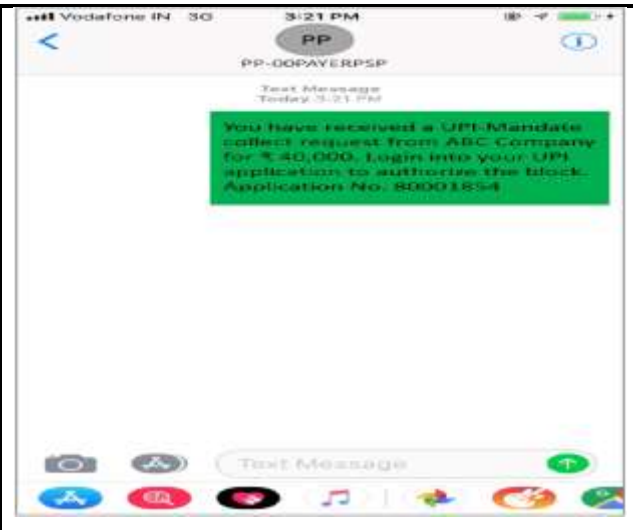 Vodafone IN 3G 3:21 PM
PP
PP-00PAYERPSP
Text Message
Today 3:21 PM
You have received a UPI-Mandate
collect request from ABC Company
for ₹ 40,000. Login into your UPI
application to authorize the block.
Application No. 80001854
Text Message